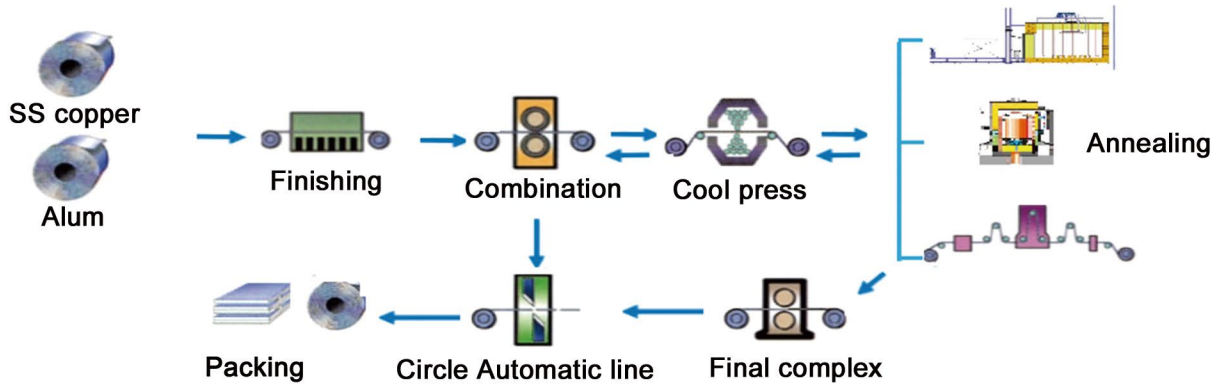 SS copper
Alum
Finishing
Combination
Cool press
Annealing
Packing
Circle Automatic line
Final complex